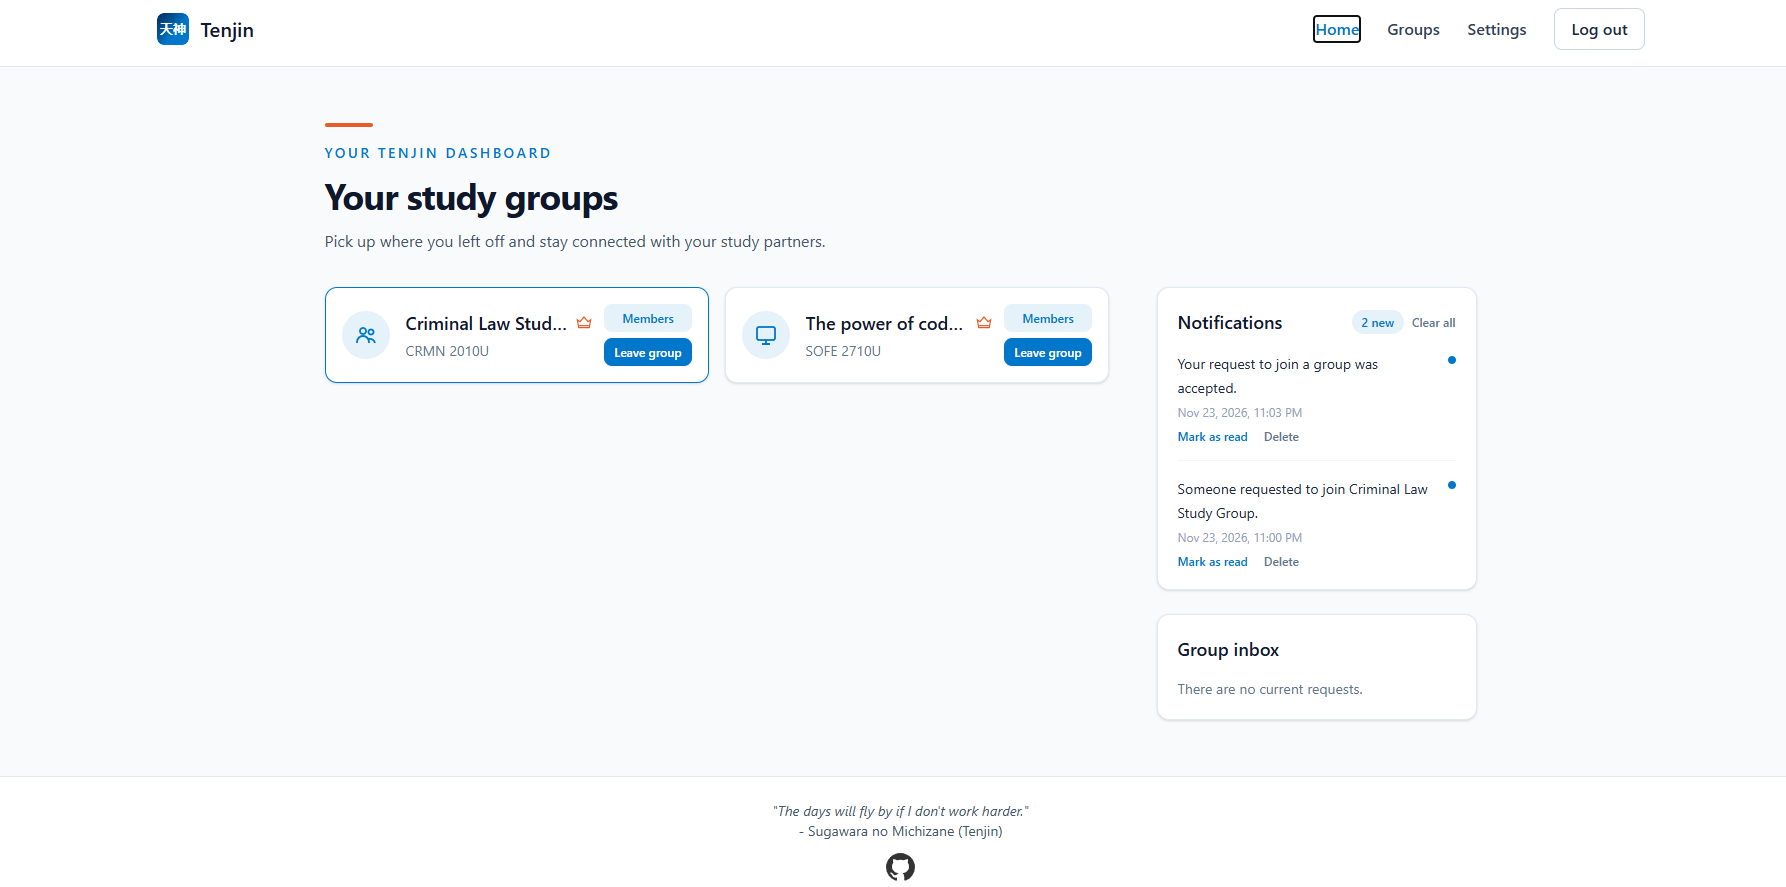 天神 Tenjin
Home Groups Settings Log out
YOUR TENJIN DASHBOARD
Your study groups
Pick up where you left off and stay connected with your study partners.
Criminal Law Stud...
CRMN 2010U
Members
Leave group
The power of cod...
SOFE 2710U
Members
Leave group
Notifications 2 new Clear all
Your request to join a group was
accepted.
Nov 23, 2026, 11:03 PM
Mark as read Delete
Someone requested to join Criminal Law
Study Group.
Nov 23, 2026, 11:00 PM
Mark as read Delete
Group inbox
There are no current requests.
"The days will fly by if I don't work harder."
- Sugawara no Michizane (Tenjin)